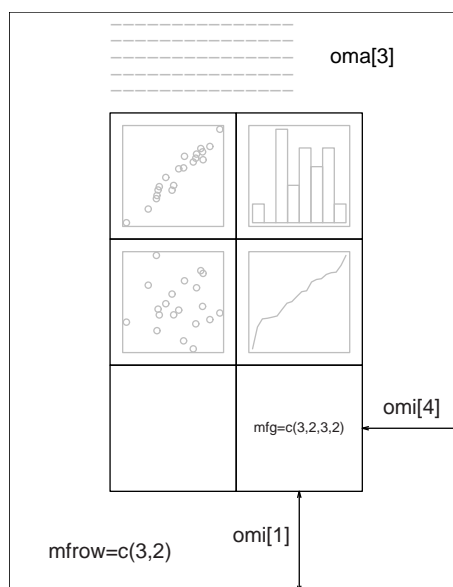 oma[3]
omi[4]
mfg=c(3,2,3,2)
omi[1]
mfrow=c(3,2)